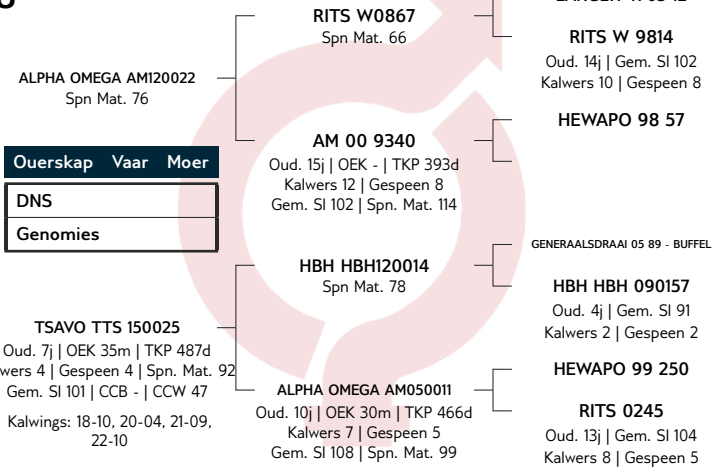 RITS W0867
Spn Mat. 66
RITS W 9814
Oud. 14j | Gem. SI 102
Kalwers 10 | Gespeen 8
ALPHA OMEGA AM120022
Spn Mat. 76
HEWAPO 98 57
AM 00 9340
Oud. 15j | OEK - | TKP 393d
Kalwers 12 | Gespeen 8
Gem. SI 102 | Spn. Mat. 114
Ouerskap Vaar Moer
DNS
Genomies
GENERAALSDRAAI 05 89 - BUFFEL
HBH HBH120014
Spn Mat. 78
HBH HBH 090157
Oud. 4j | Gem. SI 91
Kalwers 2 | Gespeen 2
TSAVO TTS 150025
Oud. 7j | OEK 35m | TKP 487d
wers 4 | Gespeen 4 | Spn. Mat. 92
Gem. SI 101 | CCB - | CCW 47
Kalwings: 18-10, 20-04, 21-09,
22-10
HEWAPO 99 250
ALPHA OMEGA AM050011
Oud. 10j | OEK 30m | TKP 466d
Kalwers 7 | Gespeen 5
Gem. SI 108 | Spn. Mat. 99
RITS 0245
Oud. 13j | Gem. SI 104
Kalwers 8 | Gespeen 5